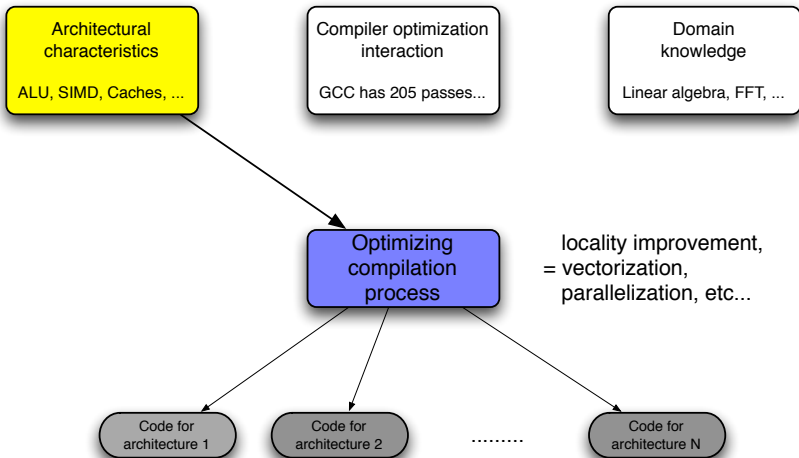 Architectural
characteristics
ALU, SIMD, Caches, ...
Compiler optimization
interaction
GCC has 205 passes...
Domain
knowledge
Linear algebra, FFT, ...
Optimizing
compilation
process
locality improvement,
= vectorization,
parallelization, etc...
Code for
architecture 1
Code for
architecture 2
.........
Code for
architecture N